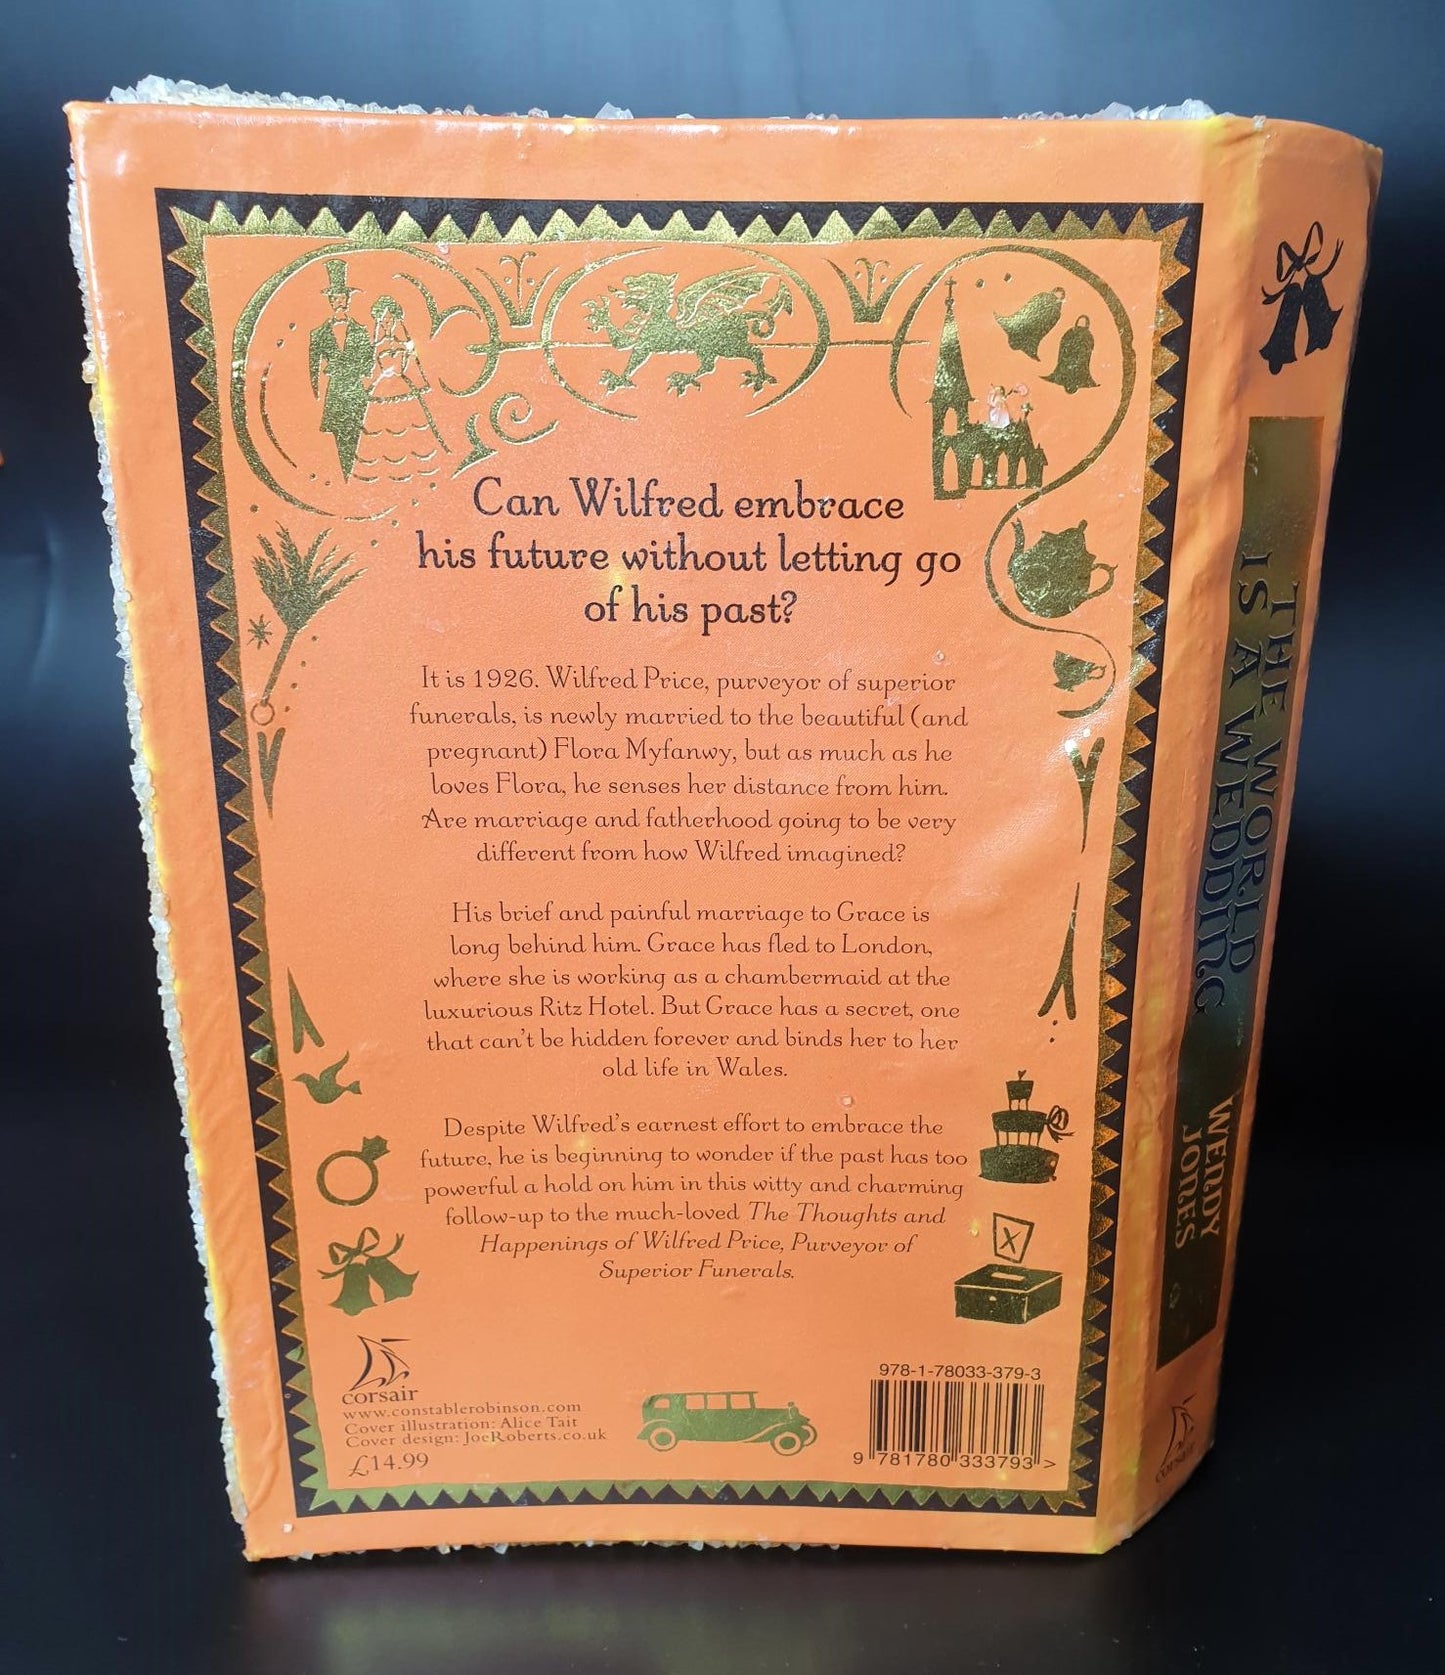 Can Wilfred embrace
his future without letting go
of his past?
It is 1926. Wilfred Price, purveyor of superior
funerals, is newly married to the beautiful (and
pregnant) Flora Myfanwy, but as much as he
loves Flora, he senses her distance from him.
Are marriage and fatherhood going to be very
different from how Wilfred imagined?
His brief and painful marriage to Grace is
long behind him. Grace has fled to London,
where she is working as a chambermaid at the
luxurious Ritz Hotel. But Grace has a secret, one
that can't be hidden forever and binds her to her
old life in Wales.
Despite Wilfred's earnest effort to embrace the
future, he is beginning to wonder if the past has too
powerful a hold on him in this witty and charming
follow-up to the much-loved The Thoughts and
Happenings of Wilfred Price, Purveyor of
Superior Funerals.
X
corsair
www.constablerobinson.com
Cover illustration: Alice Tait
Cover design: JoeRoberts.co.uk
£14.99
978-1-78033-379-3
9 781780 333793 >
THE WORLD
IS A WEDDING
WENDY
JONES
corsair